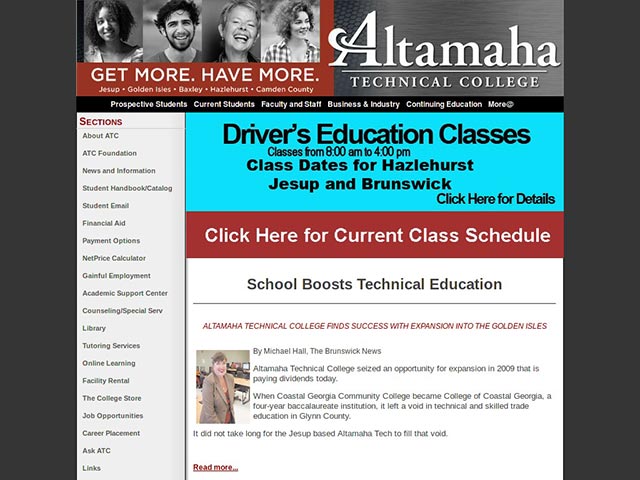 Altamaha
TECHNICAL COLLEGE
GET MORE. HAVE MORE.
Jesup • Golden Isles • Baxley • Hazlehurst • Camden County
Prospective Students Current Students Faculty and Staff Business & Industry Continuing Education More@
SECTIONS
About ATC
ATC Foundation
News and Information
Student Handbook/Catalog
Student Email
Financial Aid
Payment Options
NetPrice Calculator
Gainful Employment
Academic Support Center
Counseling/Special Serv
Library
Tutoring Services
Online Learning
Facility Rental
The College Store
Job Opportunities
Career Placement
Ask ATC
Links
Driver's Education Classes
Classes from 8:00 am to 4:00 pm
Class Dates for Hazlehurst
Jesup and Brunswick
Click Here for Details
Click Here for Current Class Schedule
School Boosts Technical Education
ALTAMAHA TECHNICAL COLLEGE FINDS SUCCESS WITH EXPANSION INTO THE GOLDEN ISLES
By Michael Hall, The Brunswick News
Altamaha Technical College seized an opportunity for expansion in 2009 that is
paying dividends today.
When Coastal Georgia Community College became College of Coastal Georgia, a
four-year baccalaureate institution, it left a void in technical and skilled trade
education in Glynn County.
It did not take long for the Jesup based Altamaha Tech to fill that void.
Read more...